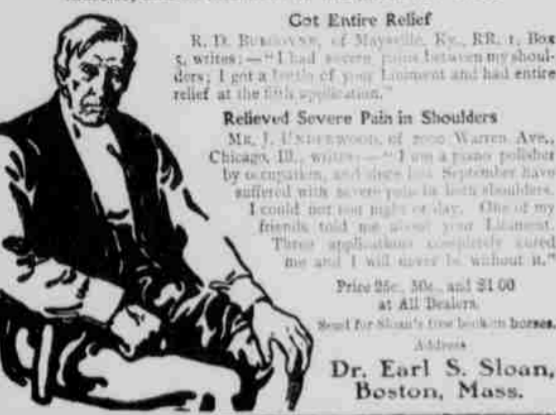 Got Entire Relief
R. D. BURGOYNE, of Maysville, Ky., RR. 1, Box
5, writes:—"I had severe pains between my shoul-
ders; I got a bottle of your Liniment and had entire
relief at the fifth application."
Relieved Severe Pain in Shoulders
MR. J. UNDERWOOD, of 2000 Warren Ave.,
Chicago, Ill., writes:—"I am a piano polisher
by occupation, and since last September have
suffered with severe pain in both shoulders.
I could not rest night or day. One of my
friends told me about your Liniment.
Three applications completely cured
me and I will never be without it."
Price 25c., 50c., and $1.00
at All Dealers.
Send for Sloan's free book on horses.
Address
Dr. Earl S. Sloan,
Boston, Mass.